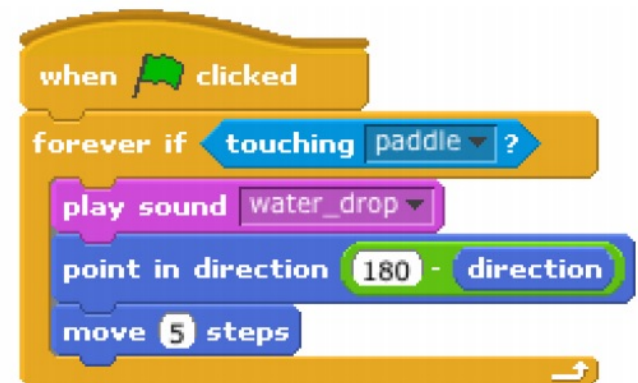 when clicked
forever if touching paddle ?
play sound water_drop
point in direction 180 - direction
move 5 steps